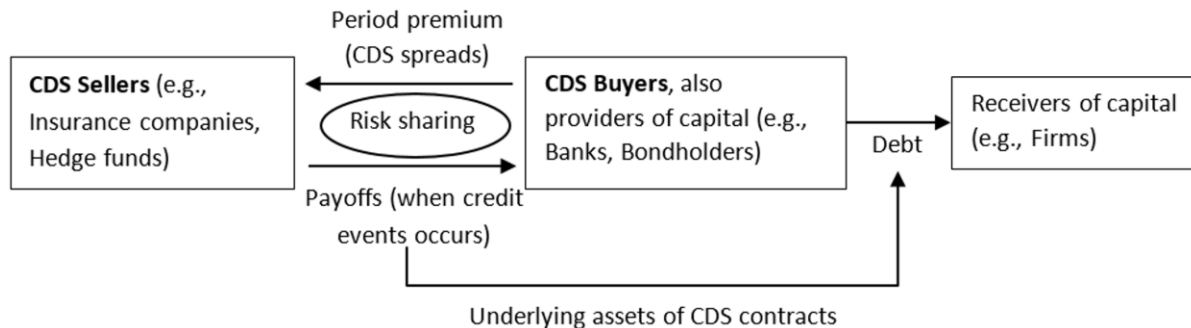 Period premium
(CDS spreads)
CDS Sellers (e.g.,
Insurance companies,
Hedge funds)
Risk sharing
Payoffs (when credit
events occurs)
CDS Buyers, also
providers of capital (e.g.,
Banks, Bondholders)
Debt
Receivers of capital
(e.g., Firms)
Underlying assets of CDS contracts